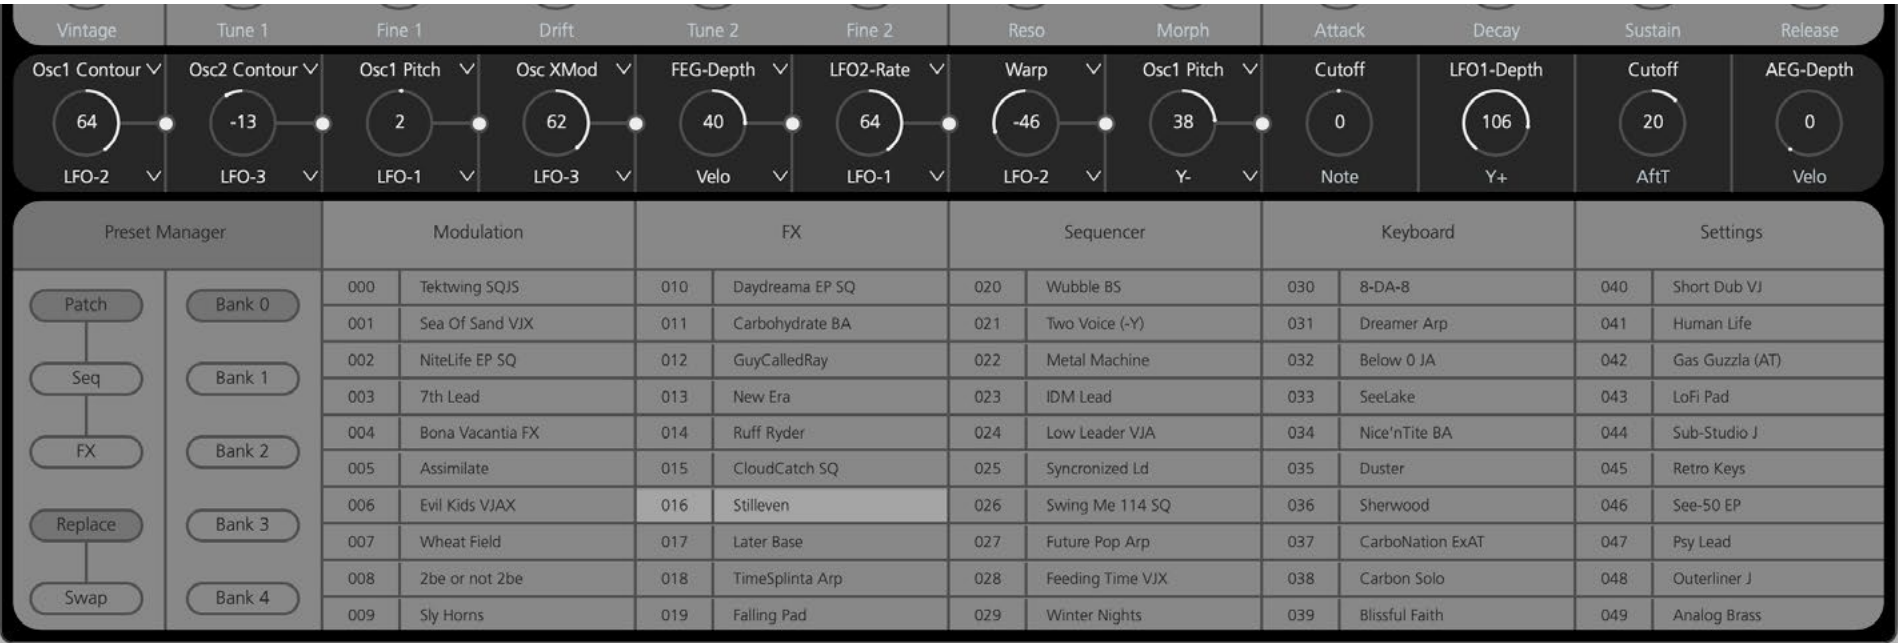 Vintage Tune 1 Fine 1 Drift Tune 2 Fine 2 Reso Morph Attack Decay Sustain Release
Osc1 Contour Osc2 Contour Osc1 Pitch Osc XMod FEG-Depth LFO2-Rate Warp Osc1 Pitch Cutoff LFO1-Depth Cutoff AEG-Depth
64 -13 2 62 40 64 -46 38 0 106 20 0
LFO-2 LFO-3 LFO-1 LFO-3 Velo LFO-1 LFO-2 Y- Note Y+ AftT Velo
Preset Manager Modulation FX Sequencer Keyboard Settings
Patch Bank 0
Seq Bank 1
FX Bank 2
Replace Bank 3
Swap Bank 4
000 Tektwing SQJS 010 Daydreama EP SQ 020 Wubble BS 030 8-DA-8 040 Short Dub VJ
001 Sea Of Sand VJX 011 Carbohydrate BA 021 Two Voice (-Y) 031 Dreamer Arp 041 Human Life
002 NiteLife EP SQ 012 GuyCalledRay 022 Metal Machine 032 Below 0 JA 042 Gas Guzzla (AT)
003 7th Lead 013 New Era 023 IDM Lead 033 SeeLake 043 LoFi Pad
004 Bona Vacantia FX 014 Ruff Ryder 024 Low Leader VJA 034 Nice'nTite BA 044 Sub-Studio J
005 Assimilate 015 CloudCatch SQ 025 Syncronized Ld 035 Duster 045 Retro Keys
006 Evil Kids VJAX 016 Stilleven 026 Swing Me 114 SQ 036 Sherwood 046 See-50 EP
007 Wheat Field 017 Later Base 027 Future Pop Arp 037 CarboNation ExAT 047 Psy Lead
008 2be or not 2be 018 TimeSplinta Arp 028 Feeding Time VJX 038 Carbon Solo 048 Outerliner J
009 Sly Horns 019 Falling Pad 029 Winter Nights 039 Blissful Faith 049 Analog Brass